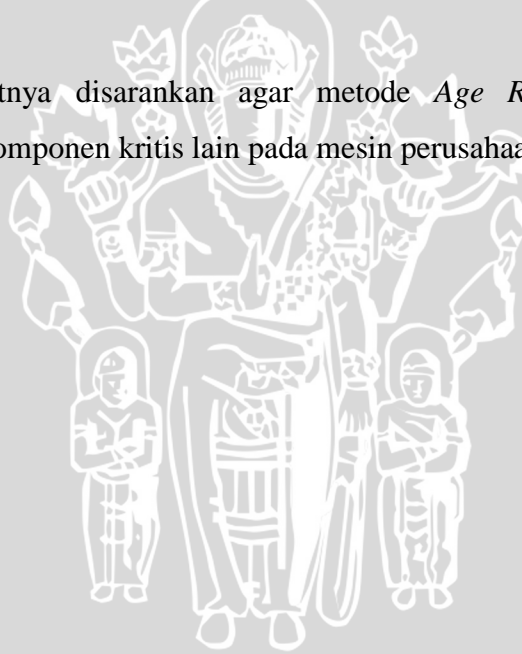 tnya disarankan agar metode Age R
omponen kritis lain pada mesin perusahaa